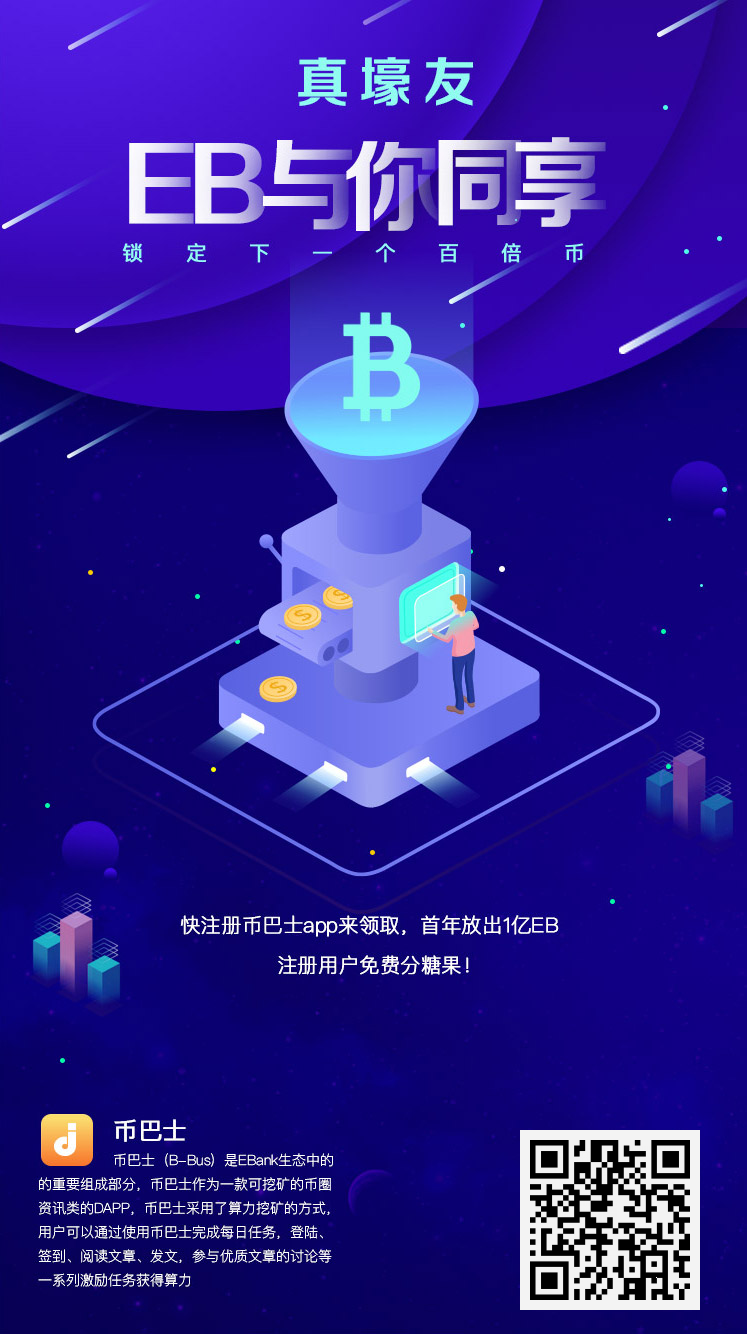 真壕友
EB与你同享
锁定下一个百倍币
快注册币巴士app来领取，首年放出1亿EB
注册用户免费分糖果！
币巴士
币巴士（B-Bus）是EBank生态中的
的重要组成部分，币巴士作为一款可挖矿的币圈
资讯类的DAPP，币巴士采用了算力挖矿的方式，
用户可以通过使用币巴士完成每日任务，登陆、
签到、阅读文章、发文，参与优质文章的讨论等
一系列激励任务获得算力